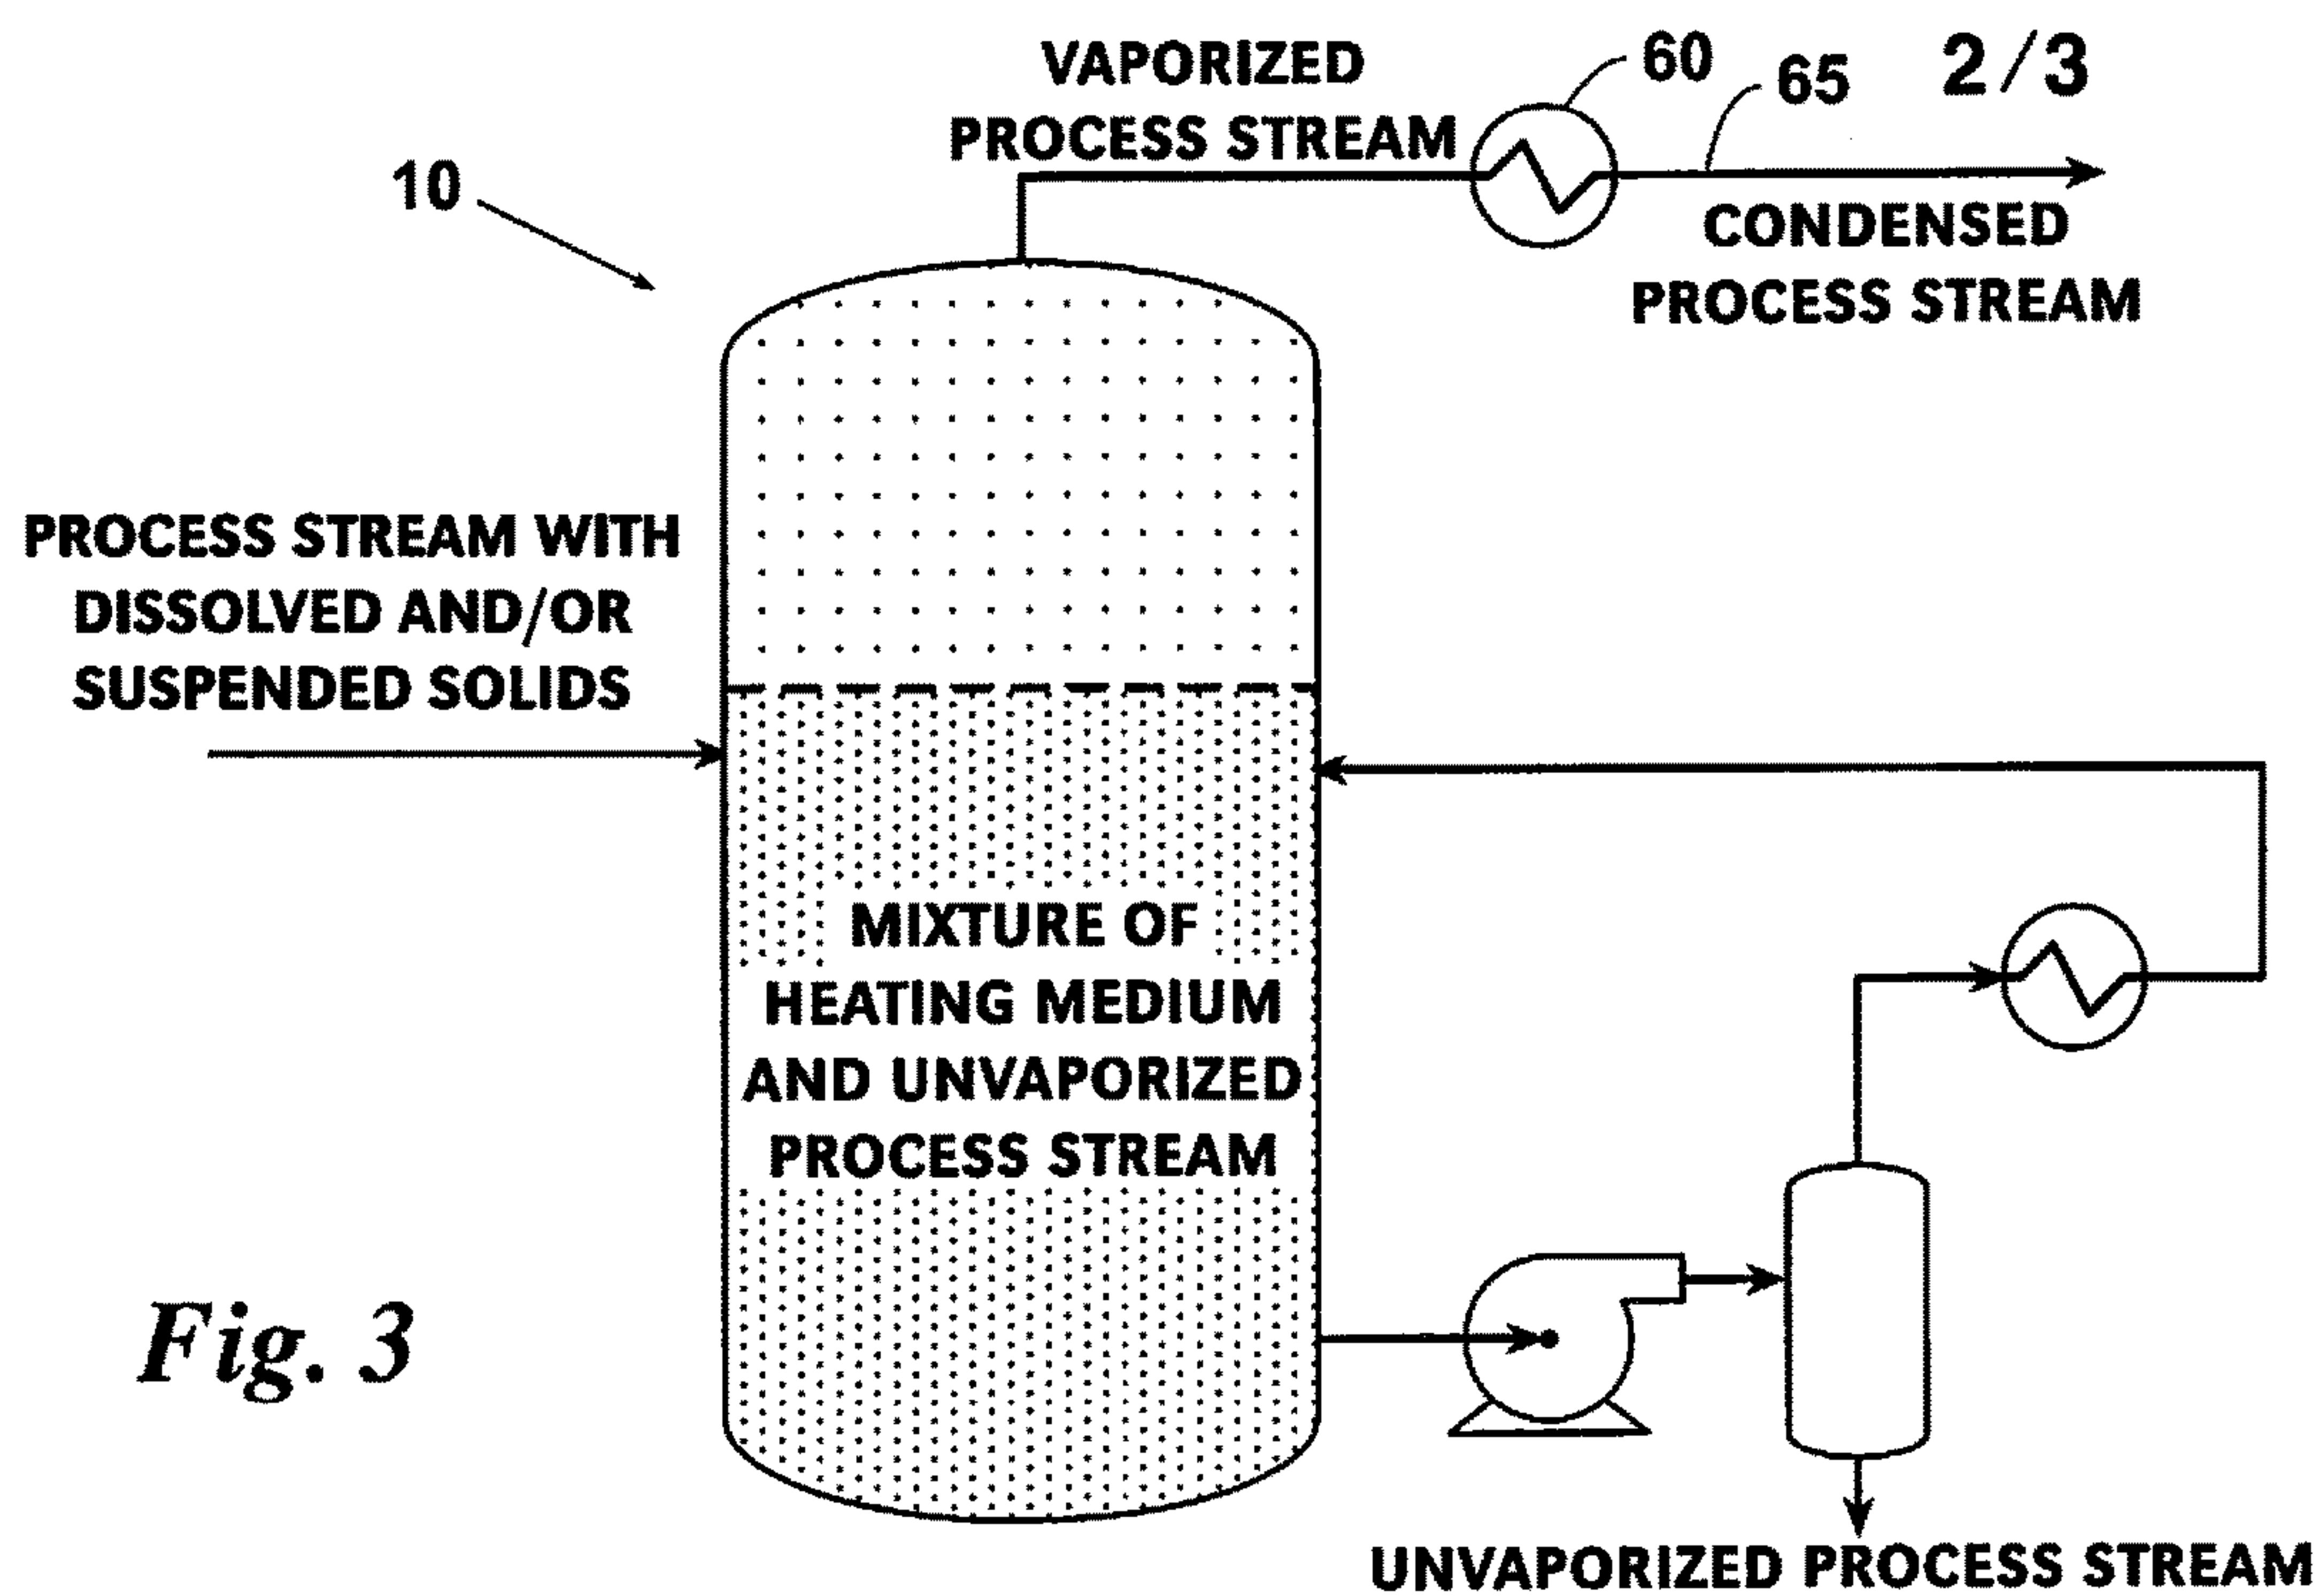 VAPORIZED
PROCESS STREAM
60
65
2/3
10
CONDENSED
PROCESS STREAM
PROCESS STREAM WITH
DISSOLVED AND/OR
SUSPENDED SOLIDS
MIXTURE OF
HEATING MEDIUM
AND UNVAPORIZED
PROCESS STREAM
Fig. 3
UNVAPORIZED PROCESS STREAM